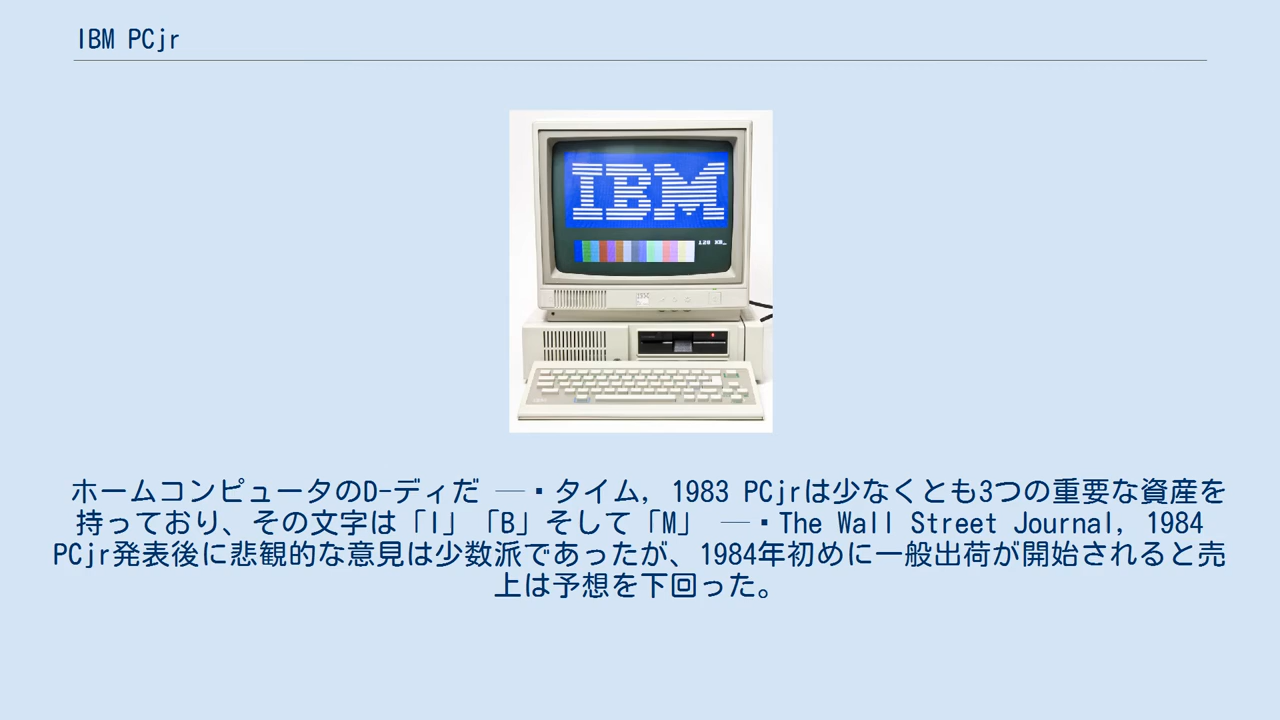 IBM PCjr
IBM
128 KB_
IBM
ホームコンピュータのD-ディだ ―・タイム, 1983 PCjrは少なくとも3つの重要な資産を
持っており、その文字は「I」「B」そして「M」 ―・The Wall Street Journal, 1984
PCjr発表後に悲観的な意見は少数派であったが、1984年初めに一般出荷が開始されると売
上は予想を下回った。